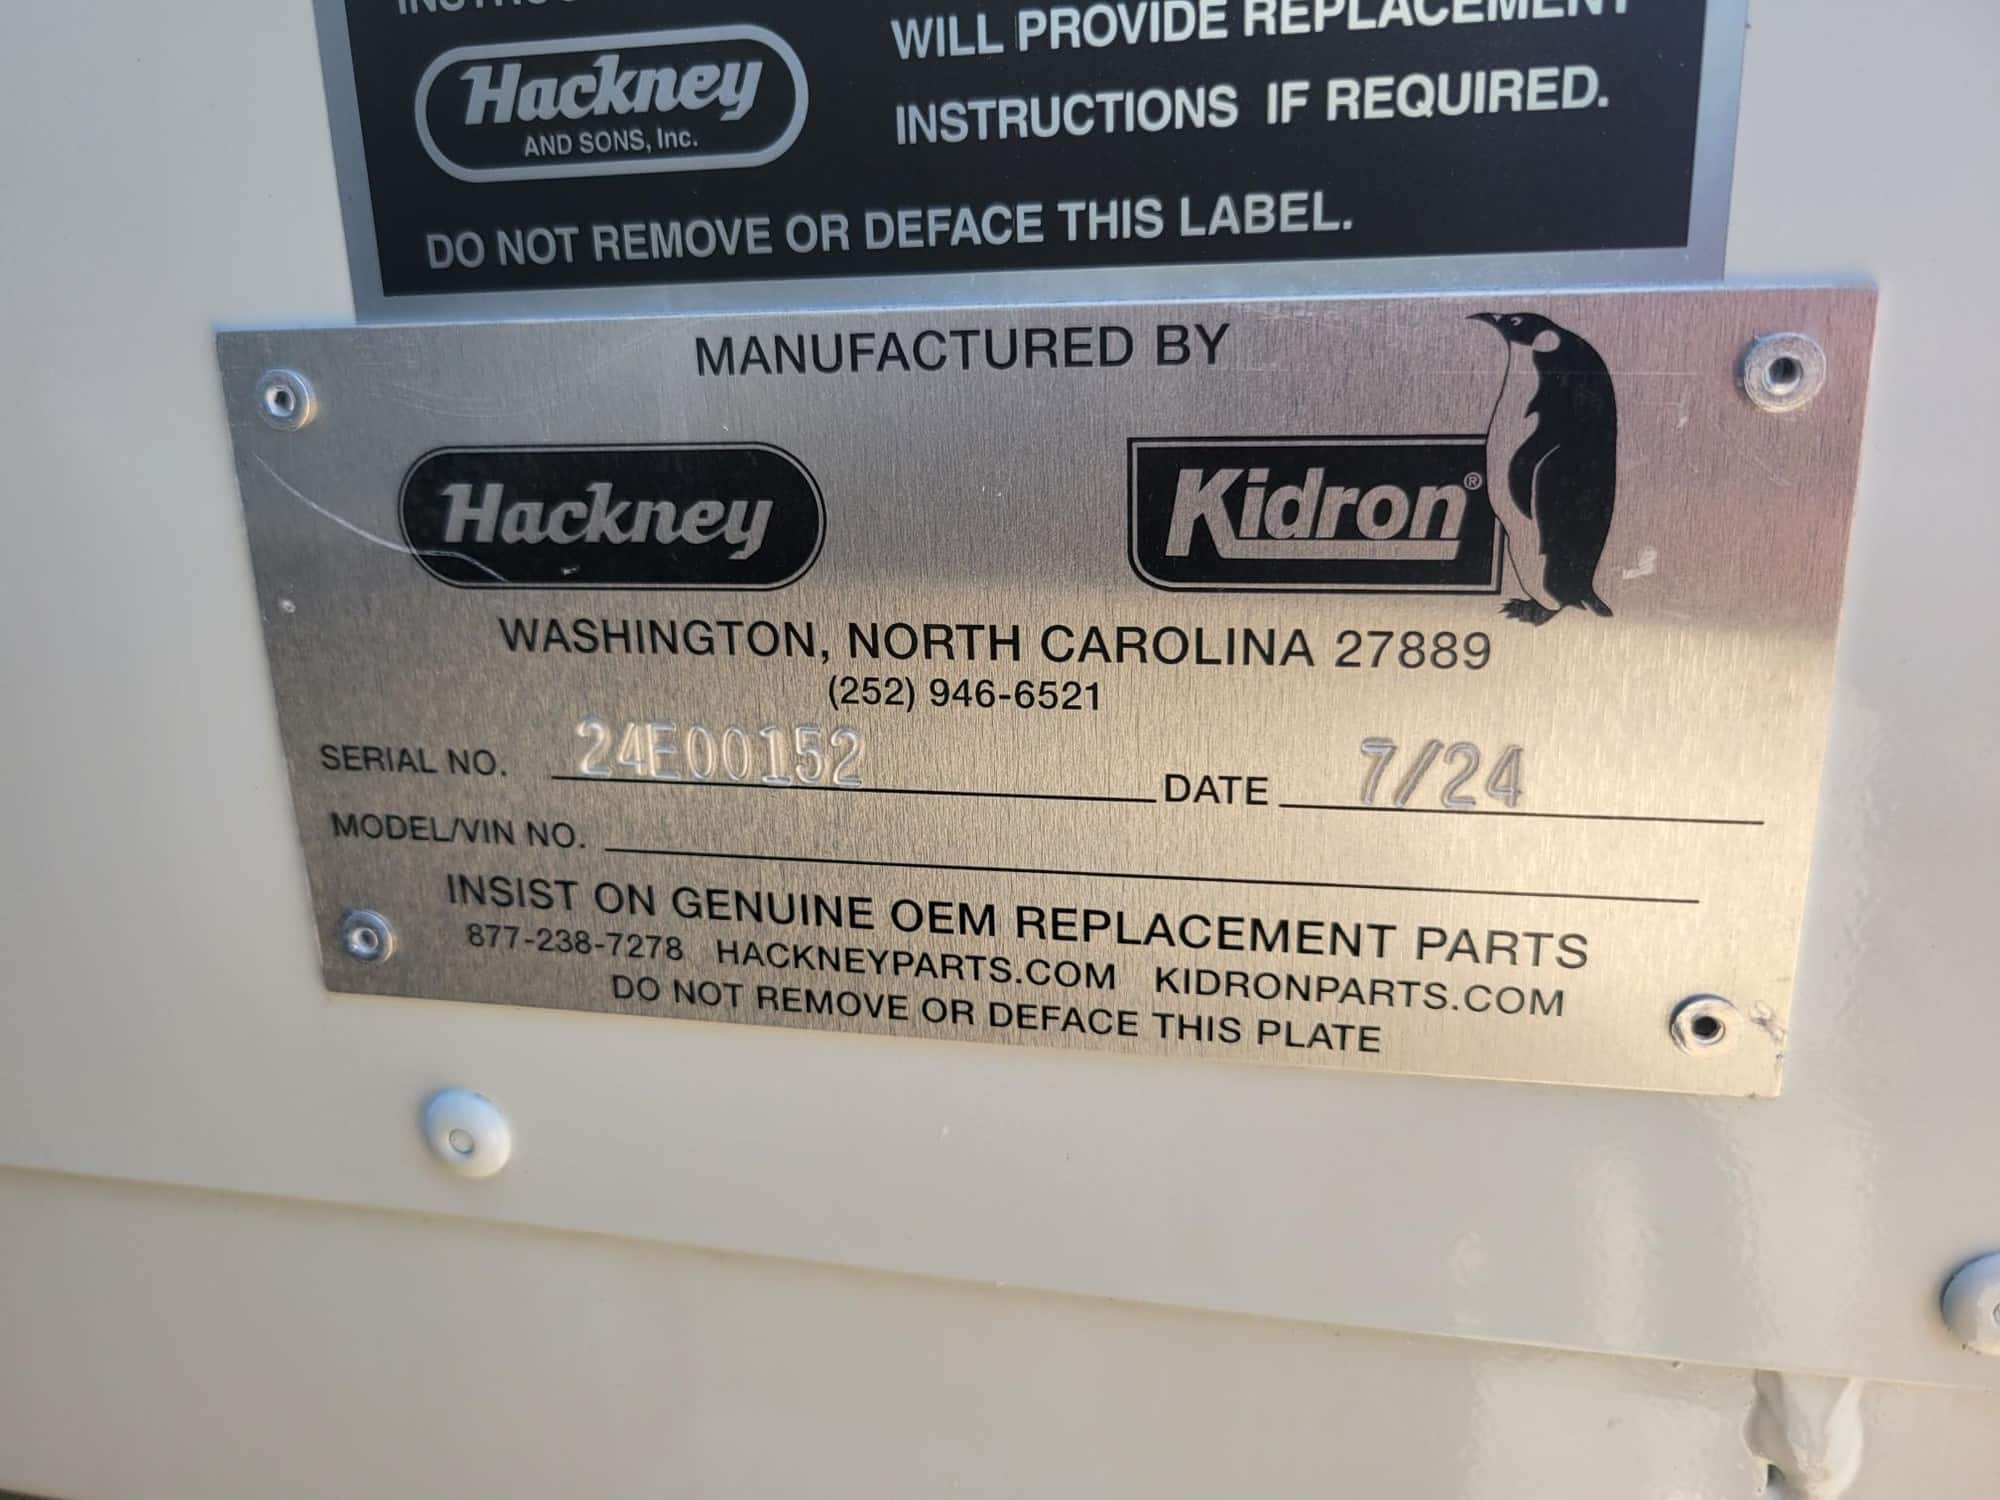 WILL PROVIDE REPLACEMENT
Hackney
AND SONS, Inc.
INSTRUCTIONS IF REQUIRED.
DO NOT REMOVE OR DEFACE THIS LABEL.
MANUFACTURED BY
Hackney
Kidron®
WASHINGTON, NORTH CAROLINA 27889
(252) 946-6521
SERIAL NO. 24E00152 DATE 7/24
MODEL/VIN NO.
INSIST ON GENUINE OEM REPLACEMENT PARTS
877-238-7278 HACKNEYPARTS.COM KIDRONPARTS.COM
DO NOT REMOVE OR DEFACE THIS PLATE